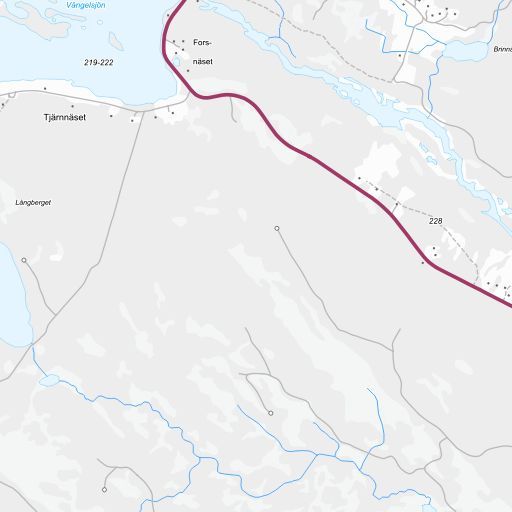 Vängelsjön
Fors-
näset
219-222
Tjärnnäset
Långberget
228